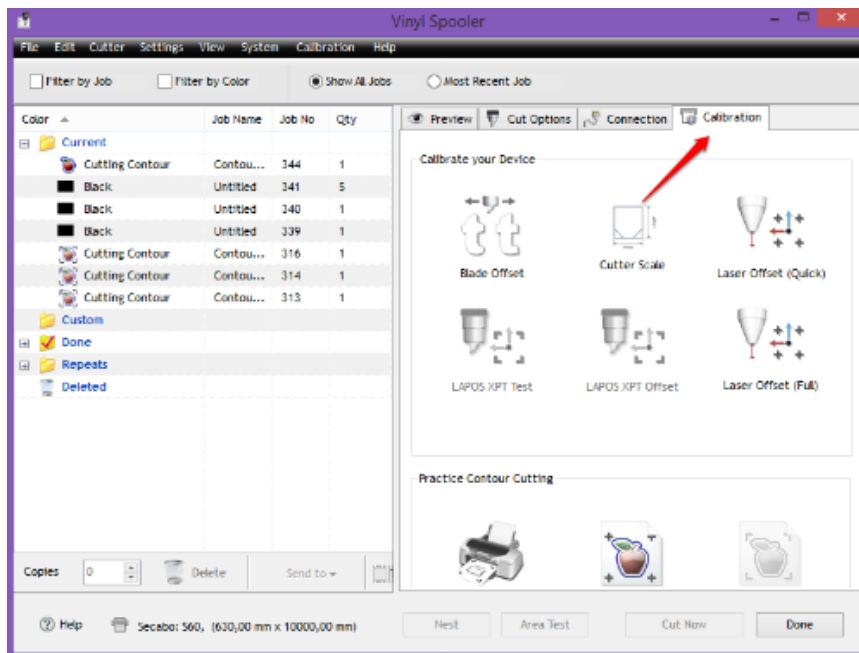 Vinyl Spooler
File Edit Cutter Settings View System Calibration Help
Filter by Job Filter by Color Show All Jobs Most Recent Job
Color Job Name Job No Qty
Current
Cutting Contour Contou... 344 1
Black Untitled 341 5
Black Untitled 340 1
Black Untitled 339 1
Cutting Contour Contou... 316 1
Cutting Contour Contou... 314 1
Cutting Contour Contou... 313 1
Custom
Done
Repeats
Deleted
Preview Cut Options Connection Calibration
Calibrate your Device
Blade Offset Cutter Scale Laser Offset (Quick)
LAPOS XPT Test LAPOS XPT Offset Laser Offset (Full)
Practice Contour Cutting
Copies 0 Delete Send to
Help Secabo: S60, (630,00 mm x 10000,00 mm) Nest Area Test Cut Now Done